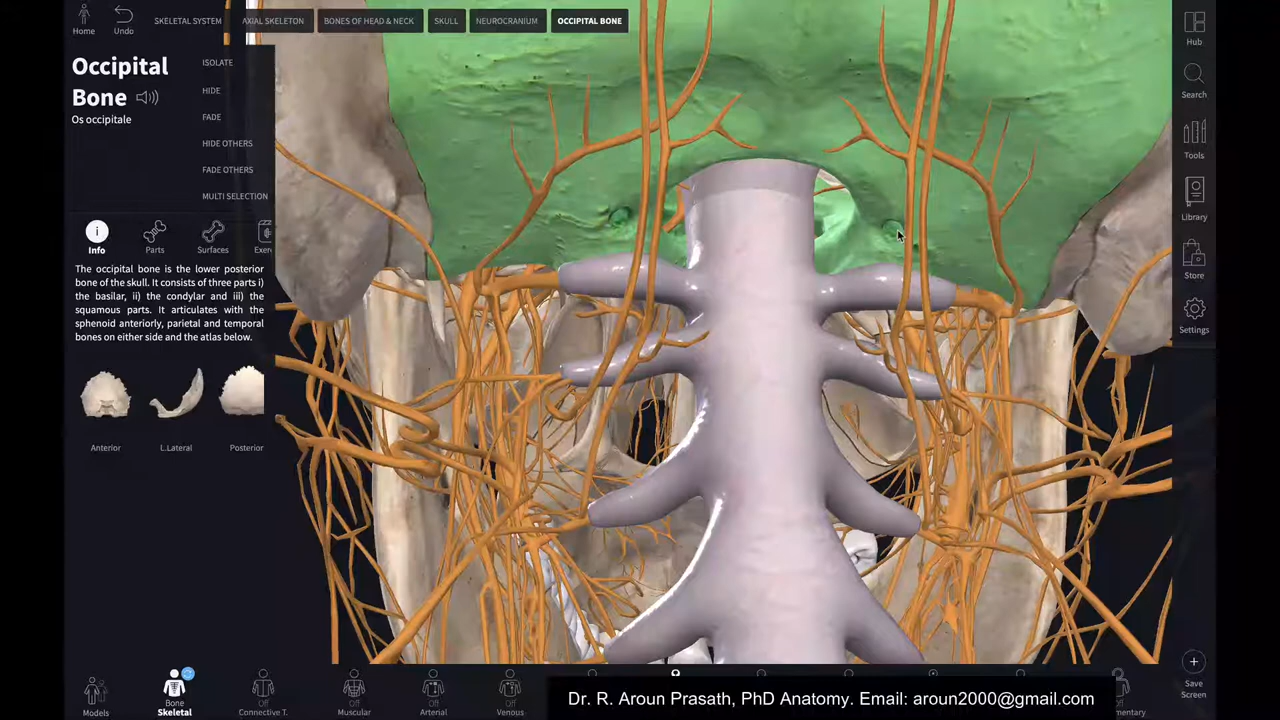 Home
Undo
SKELETAL SYSTEM
AXIAL SKELETON
BONES OF HEAD & NECK
SKULL
NEUROCRANIUM
OCCIPITAL BONE
Occipital
Bone
Os occipitale
ISOLATE
HIDE
FADE
HIDE OTHERS
FADE OTHERS
MULTI SELECTION
Info
Parts
Surfaces
The occipital bone is the lower posterior
bone of the skull. It consists of three parts i)
the basilar, ii) the condylar and iii) the
squamous parts. It articulates with the
sphenoid anteriorly, parietal and temporal
bones on either side and the atlas below.
Anterior
L.Lateral
Posterior
Hub
Search
Tools
Library
Store
Settings
Save
Screen
Models
Bone
Skeletal
Off
Connective T.
Off
Muscular
Off
Arterial
Off
Venous
Dr. R. Aroun Prasath, PhD Anatomy. Email: aroun2000@gmail.com